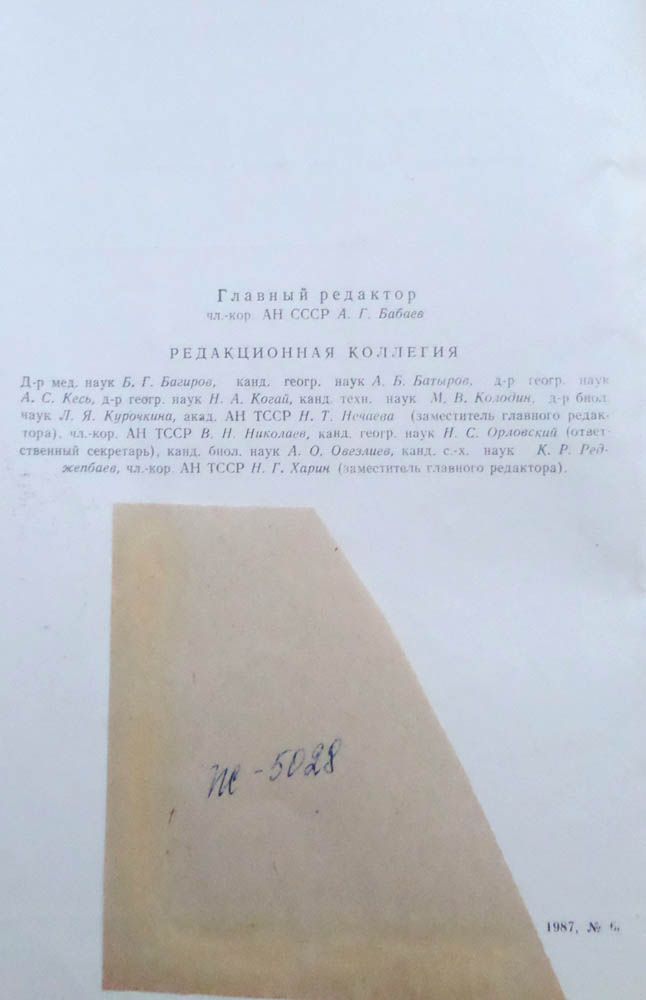 Главный редактор
чл.-кор. АН СССР А. Г. Бабаев
РЕДАКЦИОННАЯ КОЛЛЕГИЯ
Д-р мед. наук Б. Г. Багиров, канд. геогр. наук А. Б. Батыров, д-р геогр. наук
А. С. Кесь, д-р геогр. наук Н. А. Когай, канд. техн. наук М. В. Колодин, д-р биол.
наук Л. Я. Курочкина, акад. АН ТССР Н. Т. Нечаева (заместитель главного редак-
тора), чл.-кор. АН ТССР В. Н. Николаев, канд. геогр. наук Н. С. Орловский (ответ-
ственный секретарь), канд. биол. наук А. О. Овезлиев, канд. с.-х. наук К. Р. Ред-
жепбаев, чл.-кор. АН ТССР Н. Г. Харин (заместитель главного редактора).
-5028
1987, № 6.